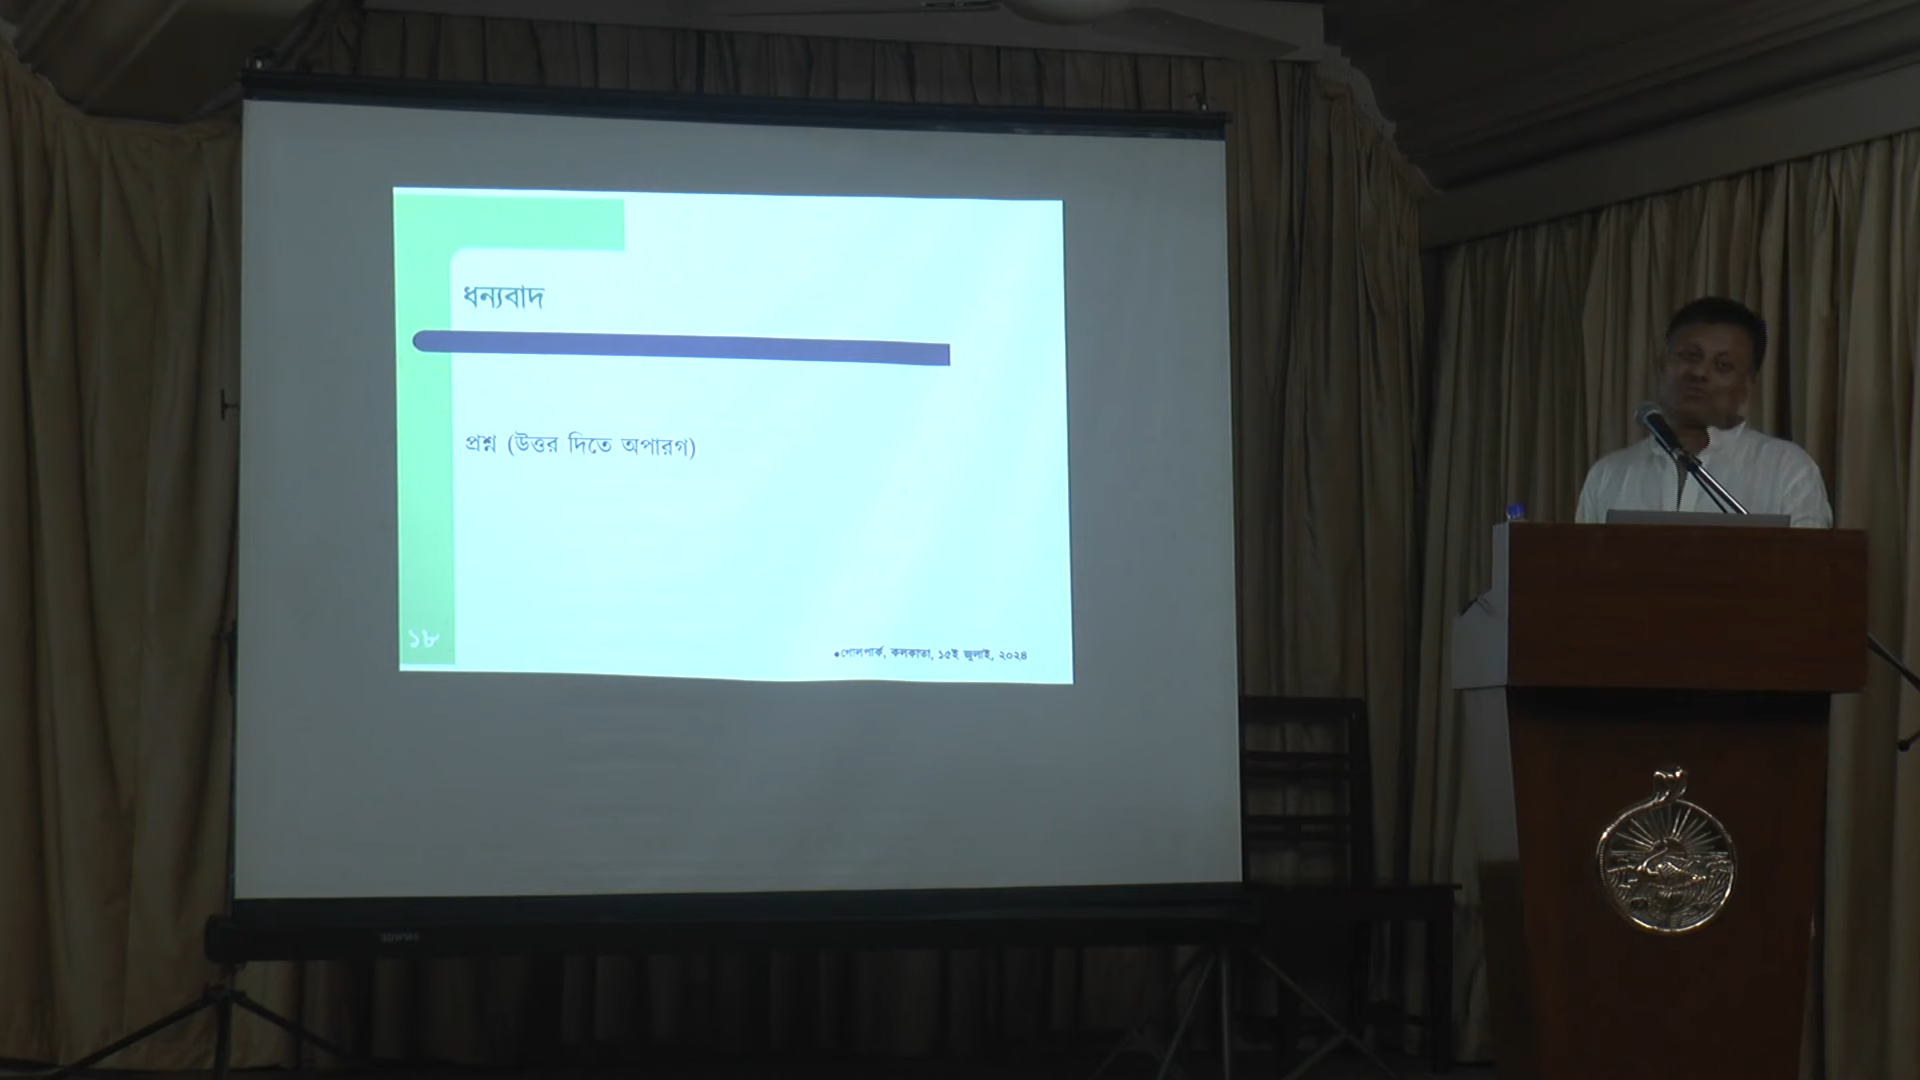 ধন্যবাদ
প্রশ্ন (উত্তর দিতে অপারগ)
১৮
•গোলপার্ক, কলকাতা, ১৫ই জুলাই, ২০২৪